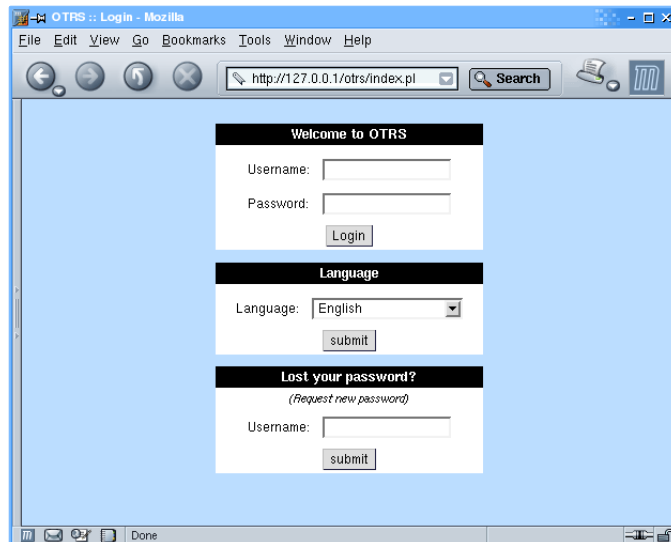 OTRS :: Login - Mozilla
File Edit View Go Bookmarks Tools Window Help
http://127.0.0.1/otrs/index.pl Search
Welcome to OTRS
Username:
Password:
Login
Language
Language: English
submit
Lost your password?
(Request new password)
Username:
submit
Done